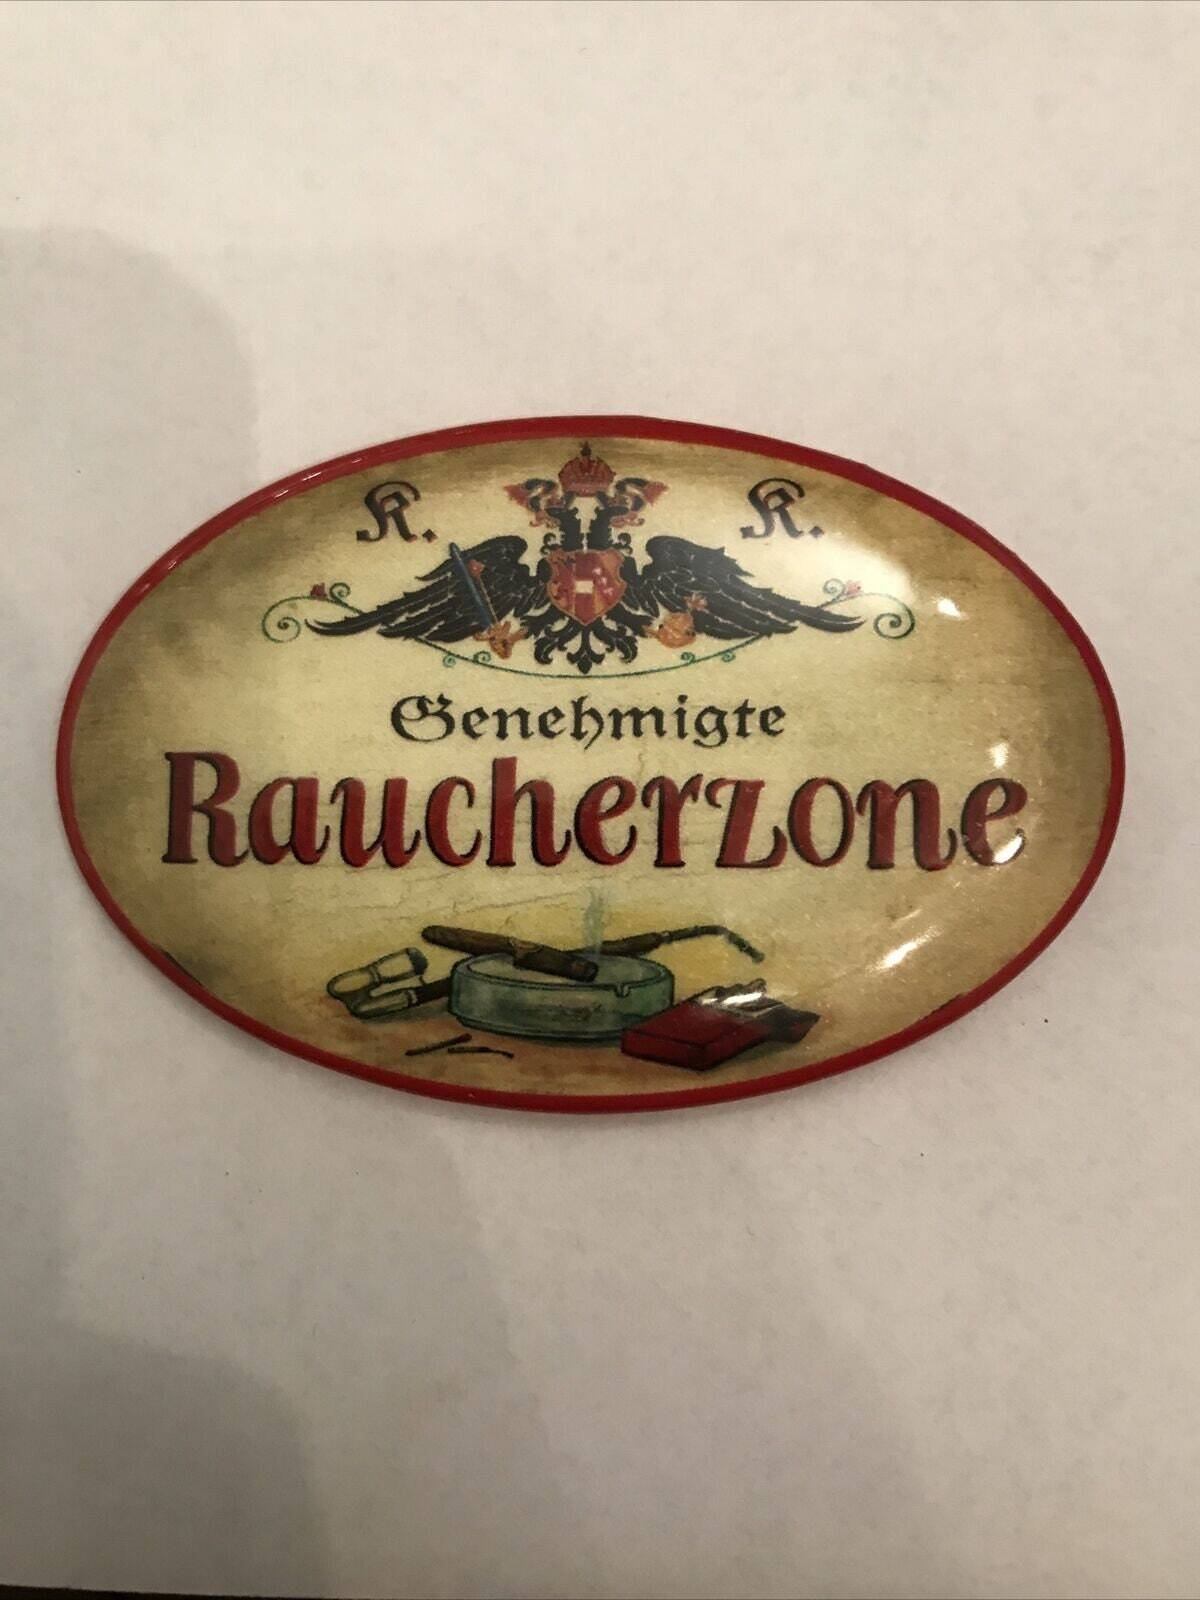 K. K.
Genehmigte
Raucherzone